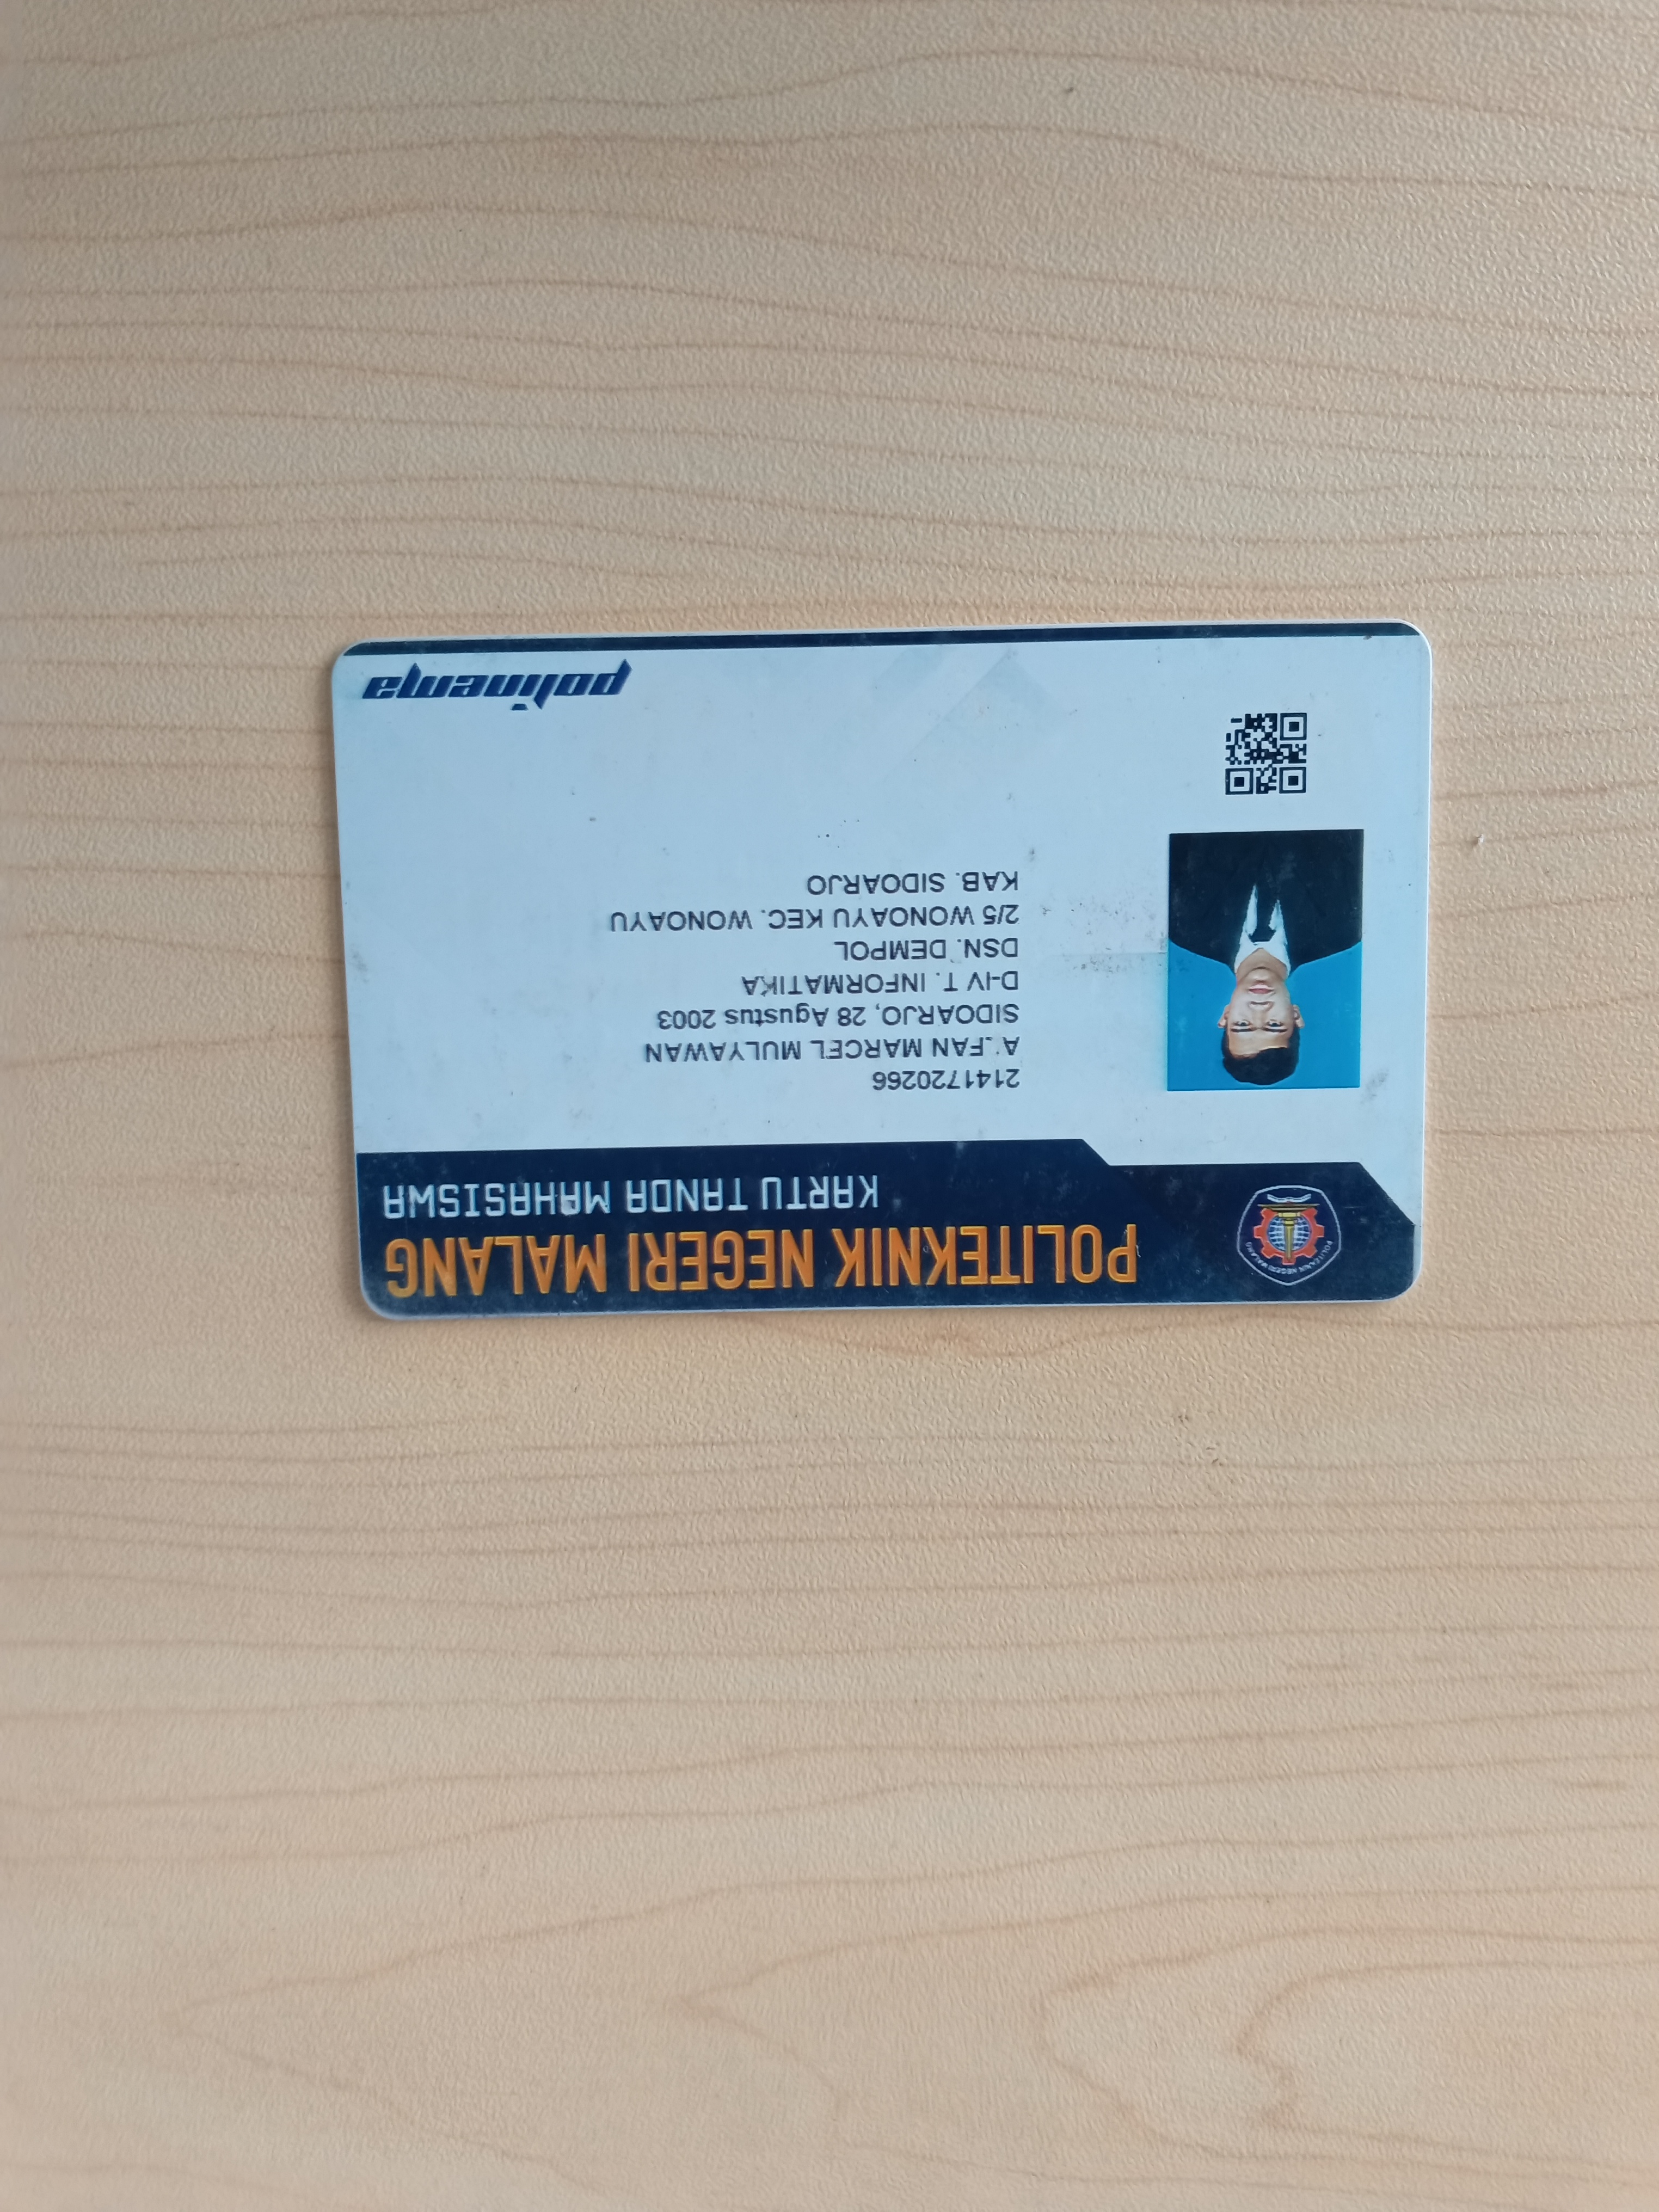 POLITEKNIK NEGERI MALANG
KARTU TANDA MAHASISWA
2141720266
MARCEL MULYAWAN
SIDOARJO, 28 Agustus 2003
D-IV T. INFORMATIKA
DSN. DEMPOL
2/5 WONOAYU KEC. WONOAYU
KAB. SIDOARJO
polinema
POLITEKNIK NEGERI MALANG